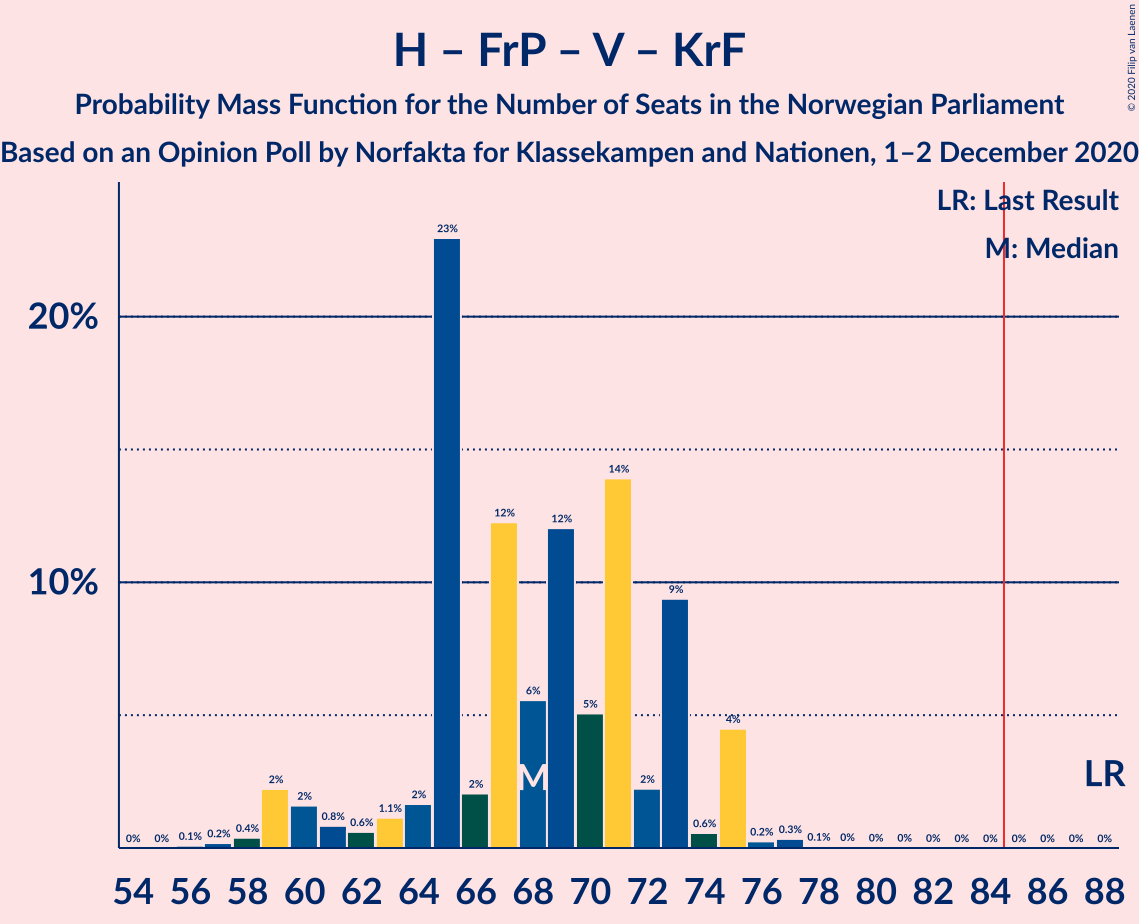 H – FrP – V – KrF
Probability Mass Function for the Number of Seats in the Norwegian Parliament
Based on an Opinion Poll by Norfakta for Klassekampen and Nationen, 1–2 December 2020
© 2020 Filip van Laenen
LR: Last Result
M: Median
20%
10%
0% 0% 0.1% 0.2% 0.4% 2% 2% 0.8% 0.6% 1.1% 2% 23% 2% 12% 6% 12% 5% 14% 2% 9% 0.6% 4% 0.2% 0.3% 0.1% 0% 0% 0% 0% 0% 0% 0% 0% 0% 0%
M
LR
54 56 58 60 62 64 66 68 70 72 74 76 78 80 82 84 86 88